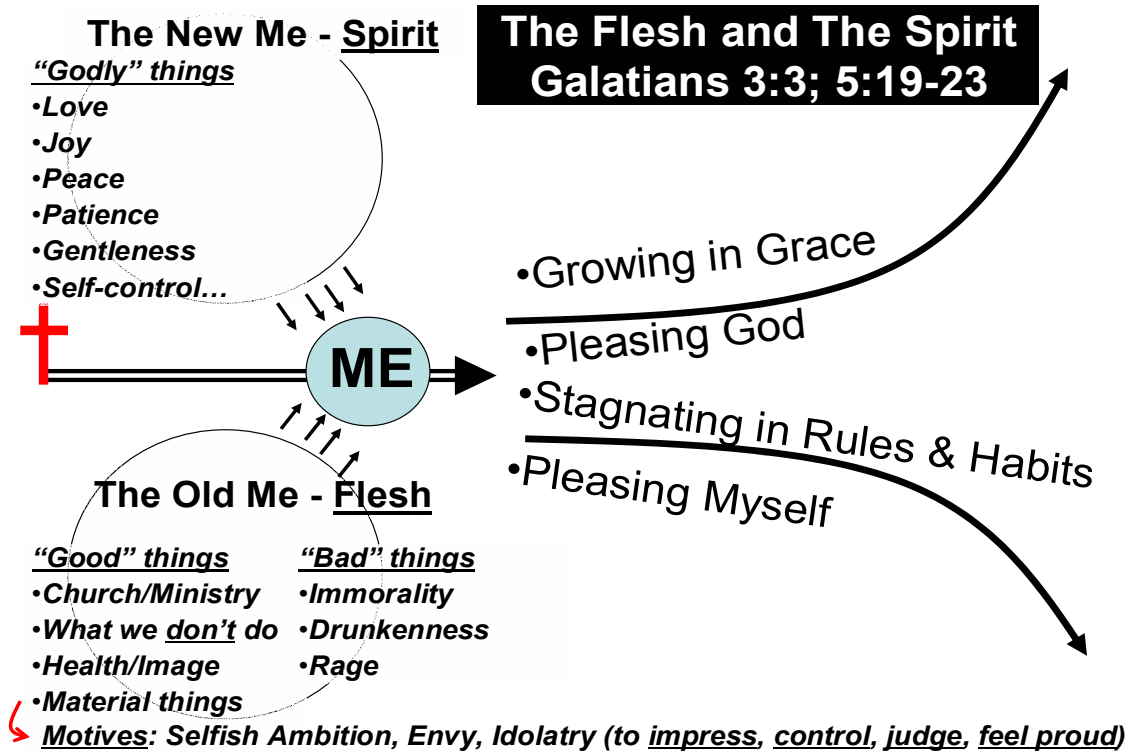 The New Me - Spirit
“Godly” things
•Love
•Joy
•Peace
•Patience
•Gentleness
•Self-control…
The Flesh and The Spirit
Galatians 3:3; 5:19-23
ME
•Growing in Grace
•Pleasing God
•Stagnating in Rules & Habits
•Pleasing Myself
The Old Me - Flesh
“Good” things
•Church/Ministry
•What we don’t do
•Health/Image
•Material things
“Bad” things
•Immorality
•Drunkenness
•Rage
Motives: Selfish Ambition, Envy, Idolatry (to impress, control, judge, feel proud)